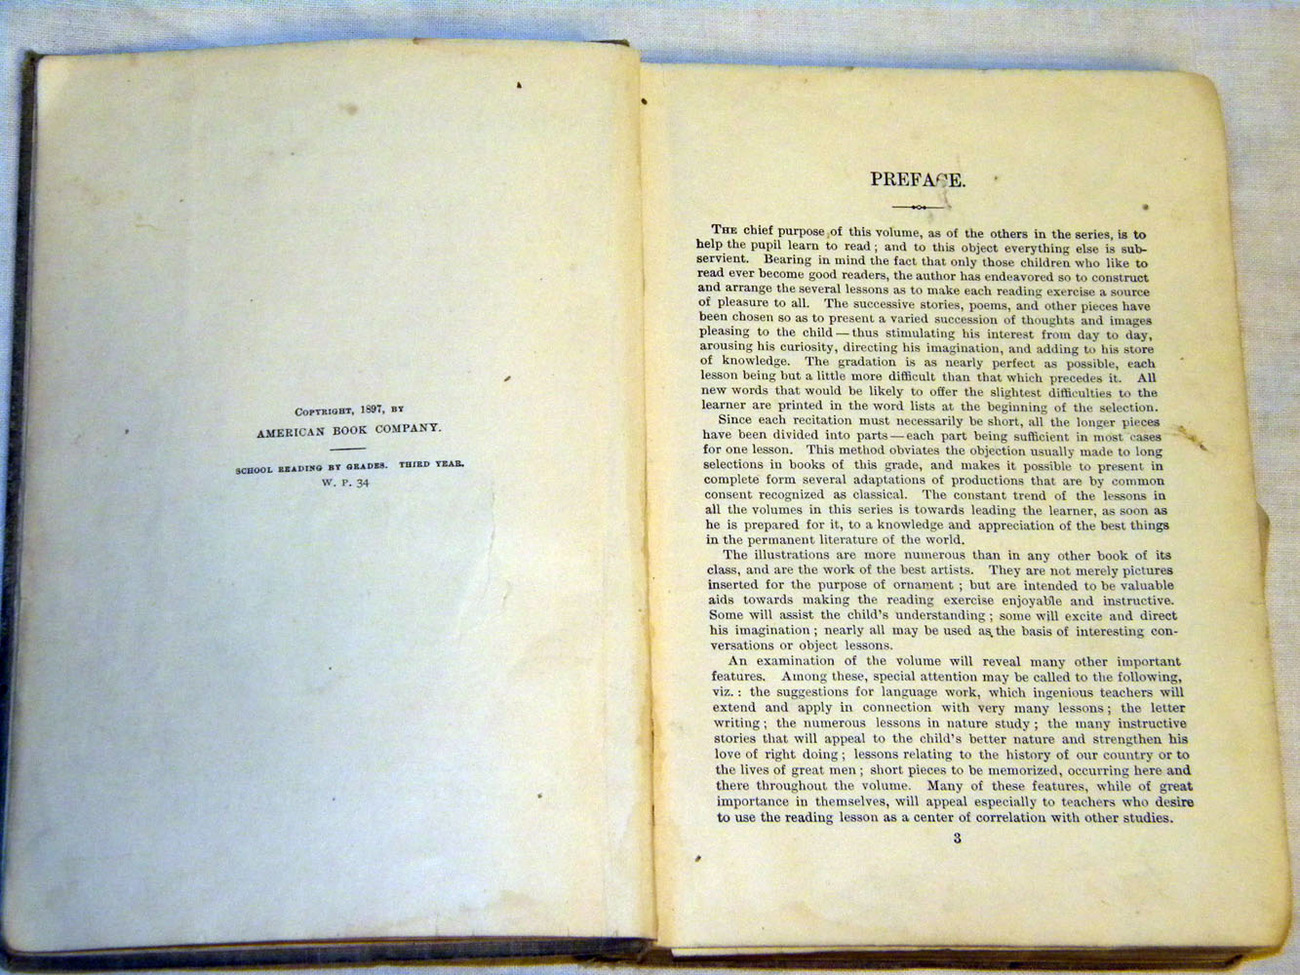 COPYRIGHT, 1897, BY
AMERICAN BOOK COMPANY.
SCHOOL READING BY GRADES. THIRD YEAR.
W. P. 34
PREFACE.
THE chief purpose of this volume, as of the others in the series, is to
help the pupil learn to read; and to this object everything else is sub-
servient. Bearing in mind the fact that only those children who like to
read ever become good readers, the author has endeavored so to construct
and arrange the several lessons as to make each reading exercise a source
of pleasure to all. The successive stories, poems, and other pieces have
been chosen so as to present a varied succession of thoughts and images
pleasing to the child — thus stimulating his interest from day to day,
arousing his curiosity, directing his imagination, and adding to his store
of knowledge. The gradation is as nearly perfect as possible, each
lesson being but a little more difficult than that which precedes it. All
new words that would be likely to offer the slightest difficulties to the
learner are printed in the word lists at the beginning of the selection.
Since each recitation must necessarily be short, all the longer pieces
have been divided into parts — each part being sufficient in most cases
for one lesson. This method obviates the objection usually made to long
selections in books of this grade, and makes it possible to present in
complete form several adaptations of productions that are by common
consent recognized as classical. The constant trend of the lessons in
all the volumes in this series is towards leading the learner, as soon as
he is prepared for it, to a knowledge and appreciation of the best things
in the permanent literature of the world.
The illustrations are more numerous than in any other book of its
class, and are the work of the best artists. They are not merely pictures
inserted for the purpose of ornament; but are intended to be valuable
aids towards making the reading exercise enjoyable and instructive.
Some will assist the child's understanding; some will excite and direct
his imagination; nearly all may be used as the basis of interesting con-
versations or object lessons.
An examination of the volume will reveal many other important
features. Among these, special attention may be called to the following,
viz.: the suggestions for language work, which ingenious teachers will
extend and apply in connection with very many lessons; the letter
writing; the numerous lessons in nature study; the many instructive
stories that will appeal to the child's better nature and strengthen his
love of right doing; lessons relating to the history of our country or to
the lives of great men; short pieces to be memorized, occurring here and
there throughout the volume. Many of these features, while of great
importance in themselves, will appeal especially to teachers who desire
to use the reading lesson as a center of correlation with other studies.
3